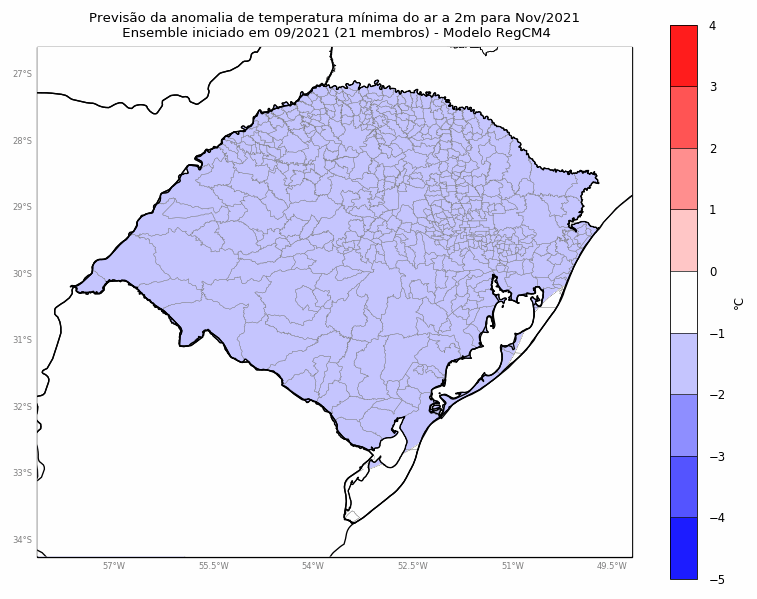 Previsão da anomalia de temperatura mínima do ar a 2m para Nov/2021
Ensemble iniciado em 09/2021 (21 membros) - Modelo RegCM4
27°S
28°S
29°S
30°S
31°S
32°S
33°S
34°S
57°W
55.5°W
54°W
52.5°W
51°W
49.5°W
4
3
2
1
0
−1
−2
−3
−4
−5
°C